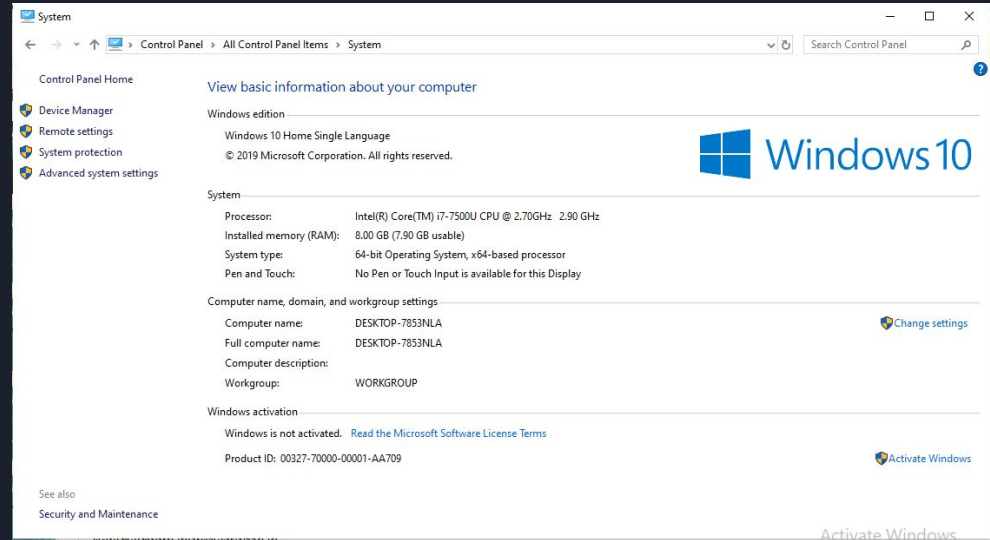 System
Control Panel > All Control Panel Items > System
Search Control Panel
Control Panel Home
Device Manager
Remote settings
System protection
Advanced system settings
See also
Security and Maintenance
View basic information about your computer
Windows edition
Windows 10 Home Single Language
© 2019 Microsoft Corporation. All rights reserved.
Windows 10
System
Processor: Intel(R) Core(TM) i7-7500U CPU @ 2.70GHz 2.90 GHz
Installed memory (RAM): 8.00 GB (7.90 GB usable)
System type: 64-bit Operating System, x64-based processor
Pen and Touch: No Pen or Touch Input is available for this Display
Computer name, domain, and workgroup settings
Computer name: DESKTOP-7853NLA
Change settings
Full computer name: DESKTOP-7853NLA
Computer description:
Workgroup: WORKGROUP
Windows activation
Windows is not activated. Read the Microsoft Software License Terms
Product ID: 00327-70000-00001-AA709
Activate Windows
Activate Windows